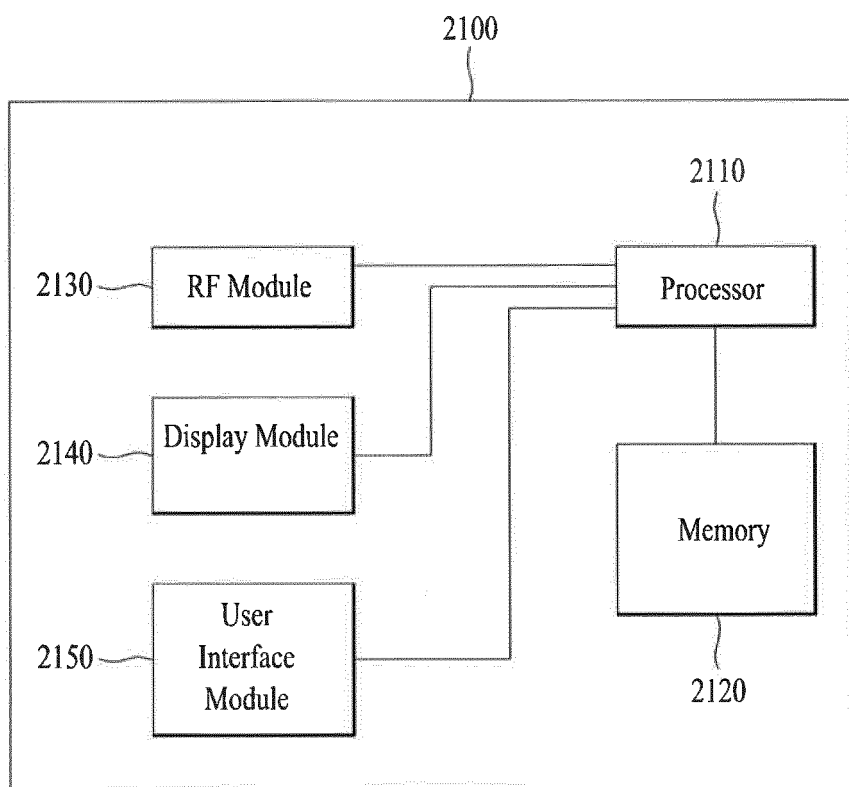 2100
2110
2130
RF Module
Processor
2140
Display Module
Memory
2150
User
Interface
Module
2120